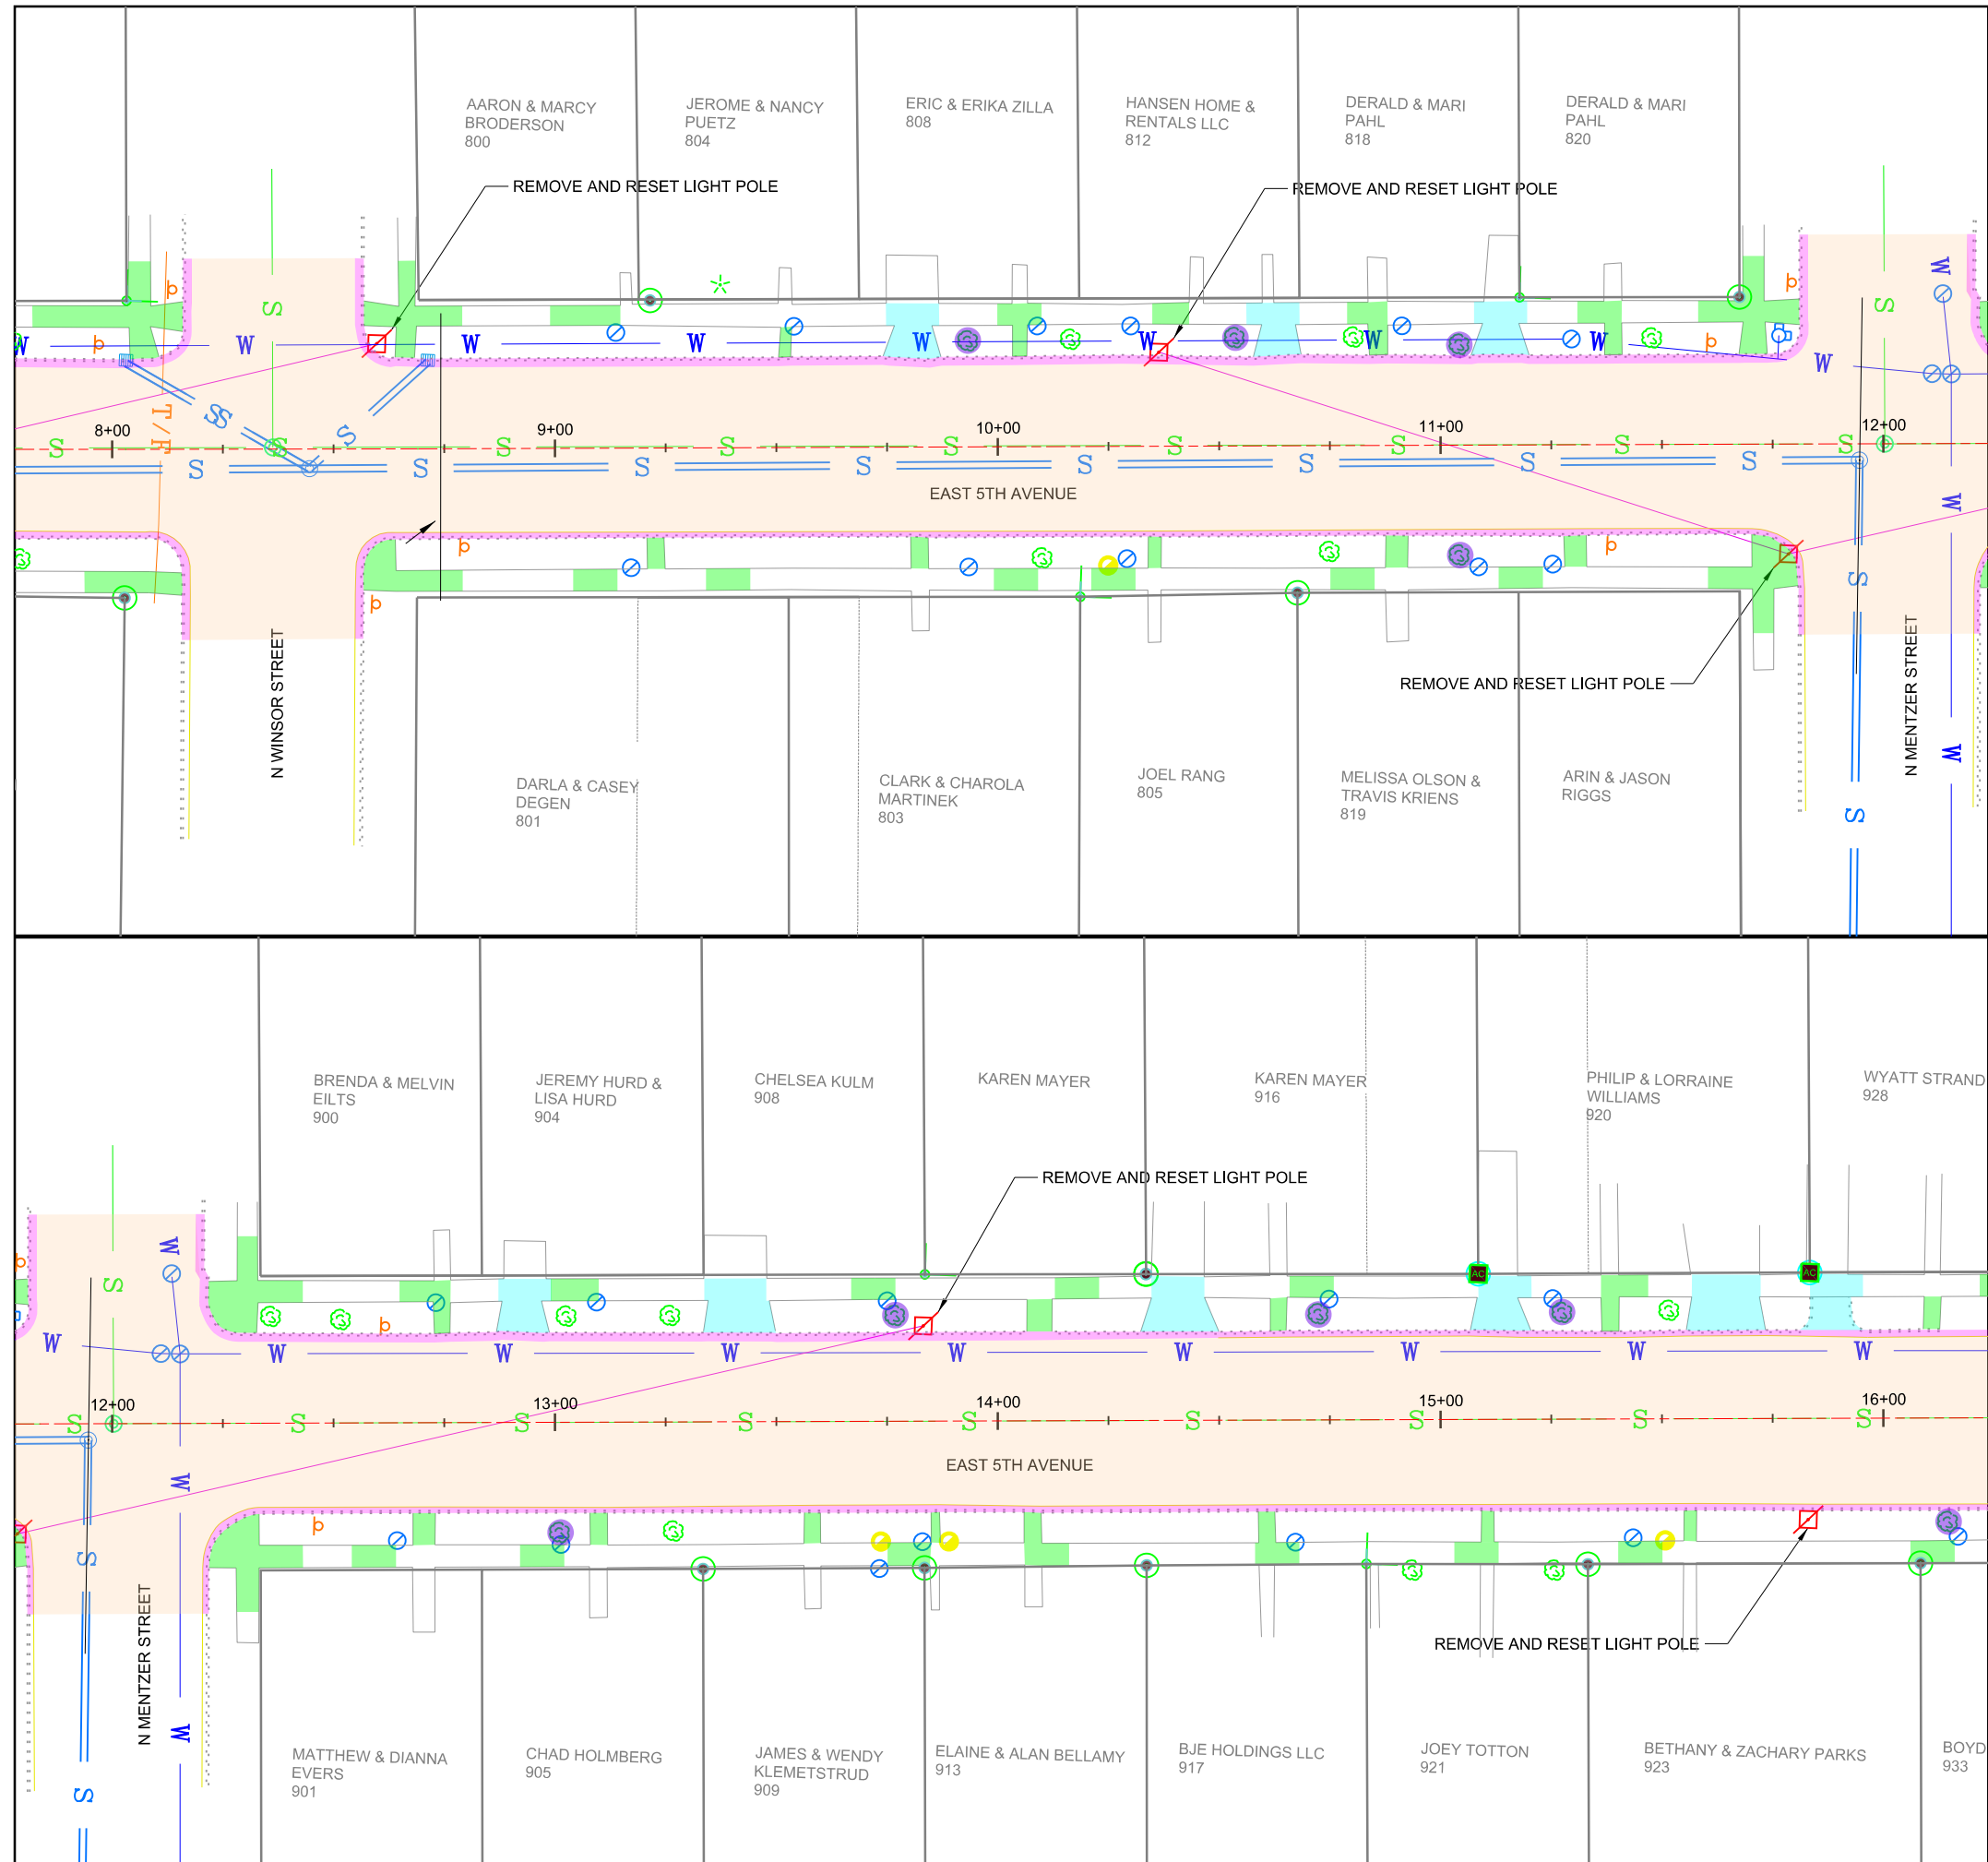 AARON & MARCY
BRODERSON
800
JEROME & NANCY
PUETZ
804
ERIC & ERIKA ZILLA
808
HANSEN HOME &
RENTALS LLC
812
DERALD & MARI
PAHL
818
DERALD & MARI
PAHL
820
REMOVE AND RESET LIGHT POLE
REMOVE AND RESET LIGHT POLE
W
S
S
W
W W W W W W W
W
T/E
S S S
8+00 9+00 10+00 11+00 12+00
S S S S S S S S S
S S S S S S S S
W
EAST 5TH AVENUE
S
N WINSOR STREET
N MENTZER STREET
REMOVE AND RESET LIGHT POLE
W
S
DARLA & CASEY
DEGEN
801
CLARK & CHAROLA
MARTINEK
803
JOEL RANG
805
MELISSA OLSON &
TRAVIS KRIENS
819
ARIN & JASON
RIGGS
BRENDA & MELVIN
EILTS
900
JEREMY HURD &
LISA HURD
904
CHELSEA KULM
908
KAREN MAYER
KAREN MAYER
916
PHILIP & LORRAINE
WILLIAMS
920
WYATT STRAND
928
REMOVE AND RESET LIGHT POLE
W
S
AC AC
W W W W W W W W W
12+00 13+00 14+00 15+00 16+00
S S S S S S S S
W
EAST 5TH AVENUE
S
N MENTZER STREET
REMOVE AND RESET LIGHT POLE
W
S
MATTHEW & DIANNA
EVERS
901
CHAD HOLMBERG
905
JAMES & WENDY
KLEMETSTRUD
909
ELAINE & ALAN BELLAMY
913
BJE HOLDINGS LLC
917
JOEY TOTTON
921
BETHANY & ZACHARY PARKS
923
BOYD
933